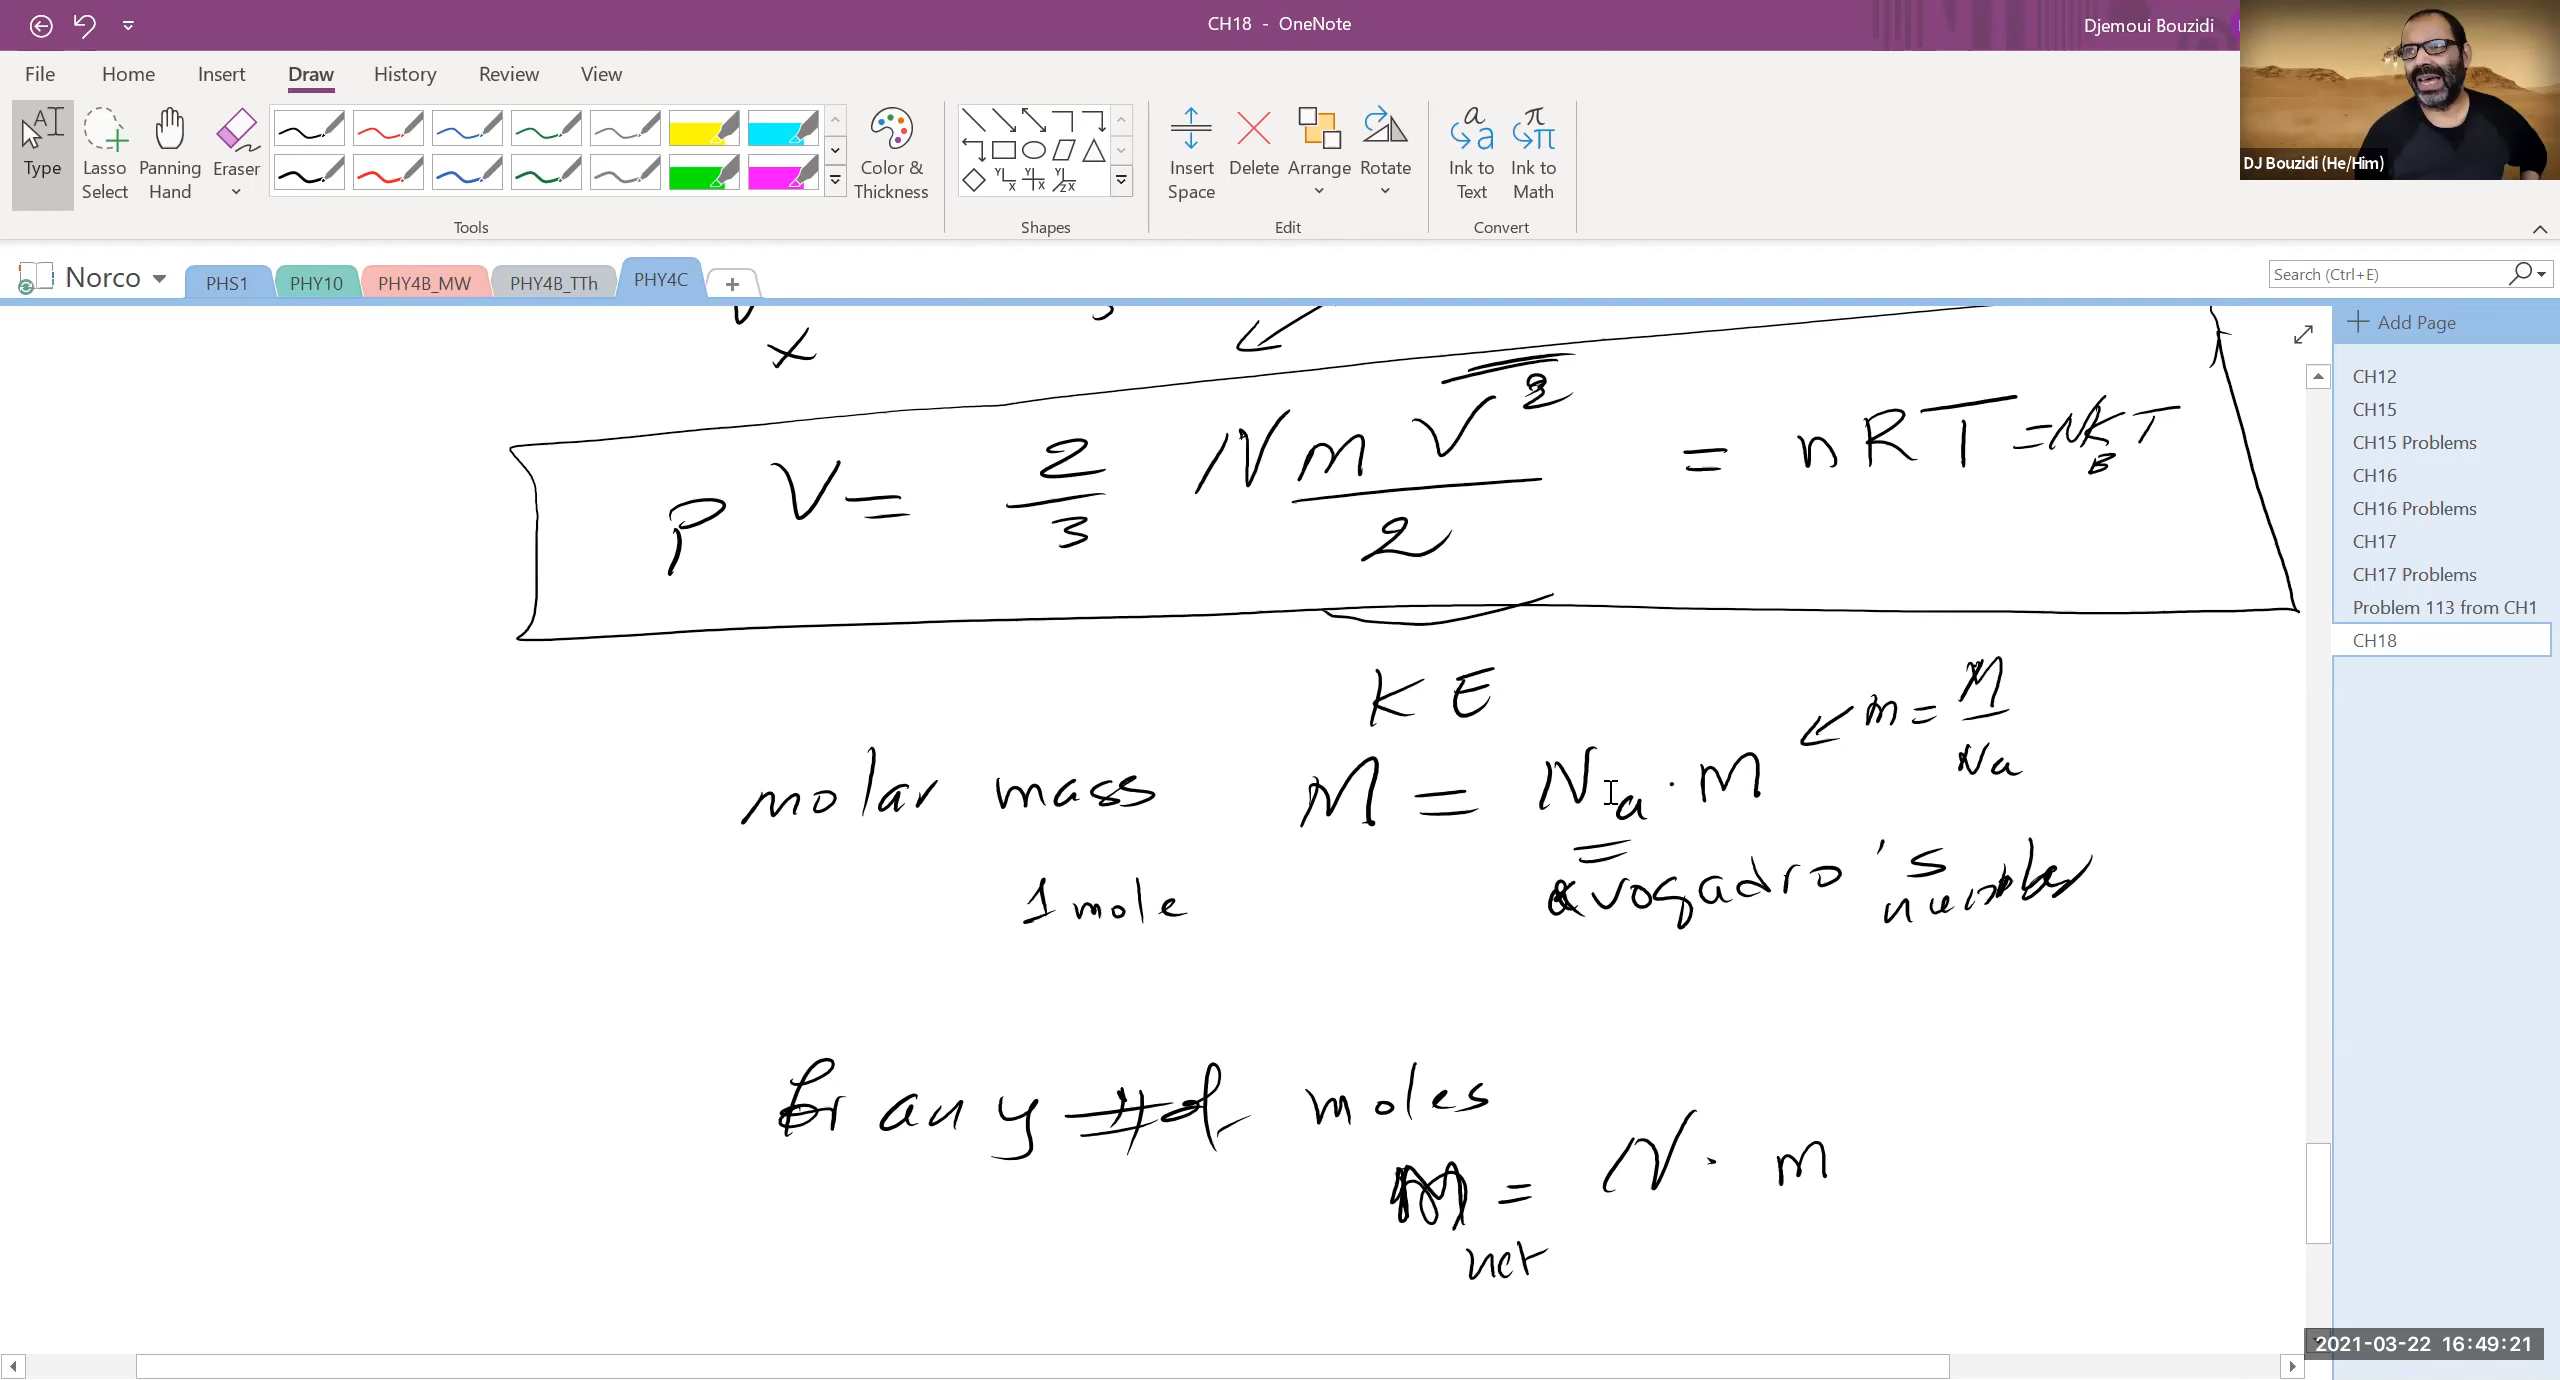 CH18 - OneNote
Djemoui Bouzidi
File Home Insert Draw History Review View
Type
Lasso Select
Panning Hand
Eraser
Color & Thickness
Insert Space
Delete
Arrange
Rotate
Ink to Text
Ink to Math
Tools
Shapes
Edit
Convert
DJ Bouzidi (He/Him)
Norco
PHS1 PHY10 PHY4B_MW PHY4B_TTh PHY4C +
Search (Ctrl+E)
Add Page
CH12
CH15
CH15 Problems
CH16
CH16 Problems
CH17
CH17 Problems
Problem 113 from CH1
CH18
x
PV = 2/3 N m V²/2 = nRT = NK_B T
KE
m = M/Na
molar mass M = Na · m
1 mole avogadro's number
for any # of moles
M net = N · m
2021-03-22 16:49:21